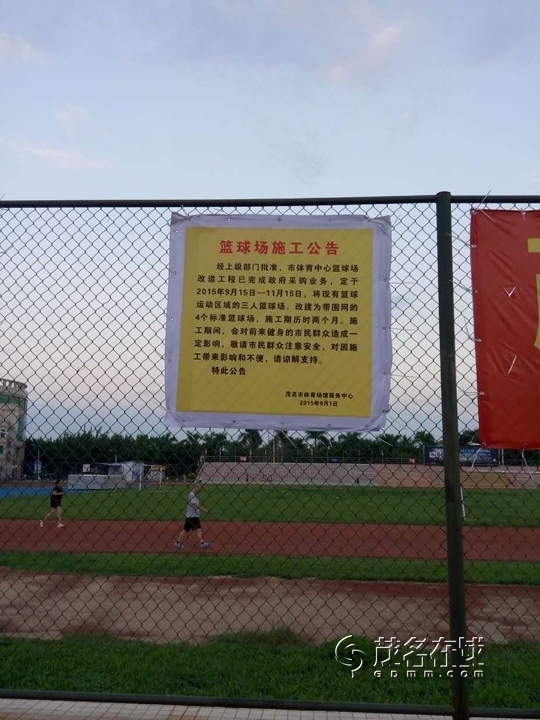 篮球场施工公告
经上级部门批准，市体育中心篮球场
改造工程已完成政府采购业务，定于
2015年9月15日—11月15日，将现有篮球
运动区域的三人篮球场，改建为带围网的
4个标准篮球场，施工期历时两个月。施
工期间，会对前来健身的市民群众造成一
定影响，敬请市民群众注意安全，对因施
工带来影响和不便，请谅解支持。
特此公告
茂名市体育场馆服务中心
2015年9月1日
茂名在线
GDMM.COM